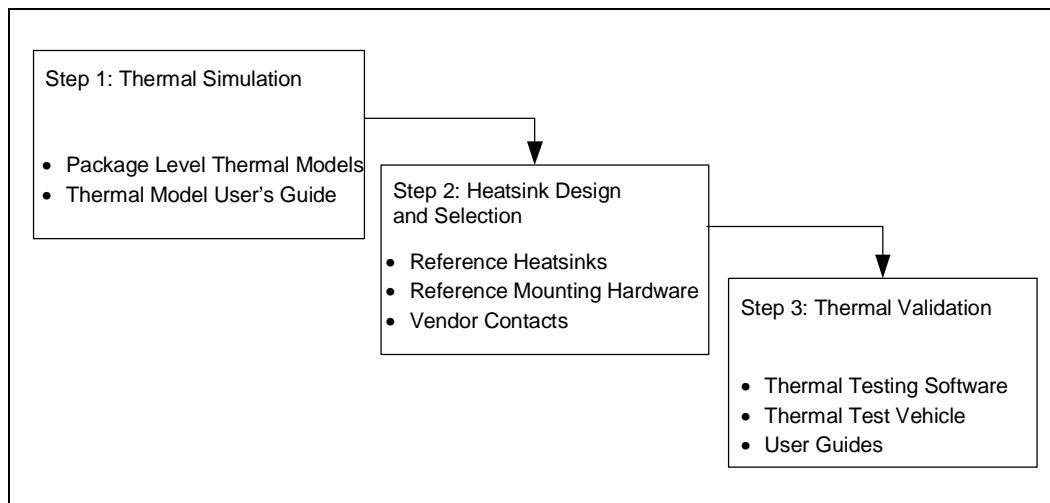 Step 1: Thermal Simulation
• Package Level Thermal Models
• Thermal Model User’s Guide
Step 2: Heatsink Design
and Selection
• Reference Heatsinks
• Reference Mounting Hardware
• Vendor Contacts
Step 3: Thermal Validation
• Thermal Testing Software
• Thermal Test Vehicle
• User Guides